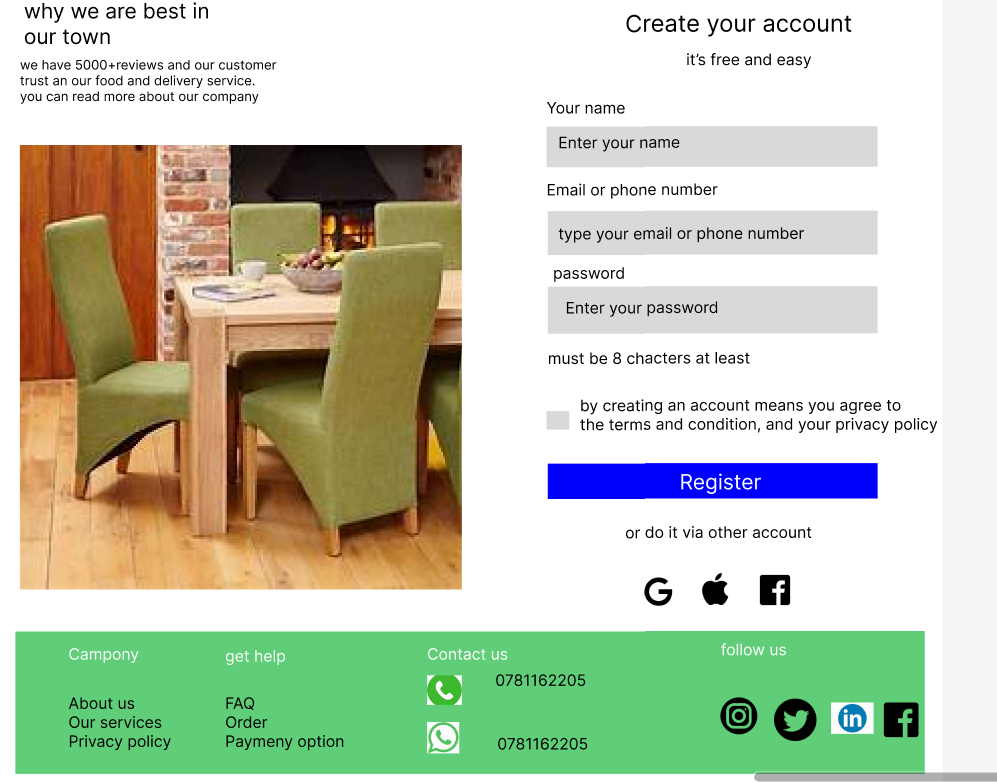 why we are best in
our town
we have 5000+reviews and our customer
trust an our food and delivery service.
you can read more about our company
Create your account
it's free and easy
Your name
Enter your name
Email or phone number
type your email or phone number
password
Enter your password
must be 8 chacters at least
by creating an account means you agree to
the terms and condition, and your privacy policy
Register
or do it via other account
Campony
About us
Our services
Privacy policy
get help
FAQ
Order
Paymeny option
Contact us
0781162205
0781162205
follow us
in